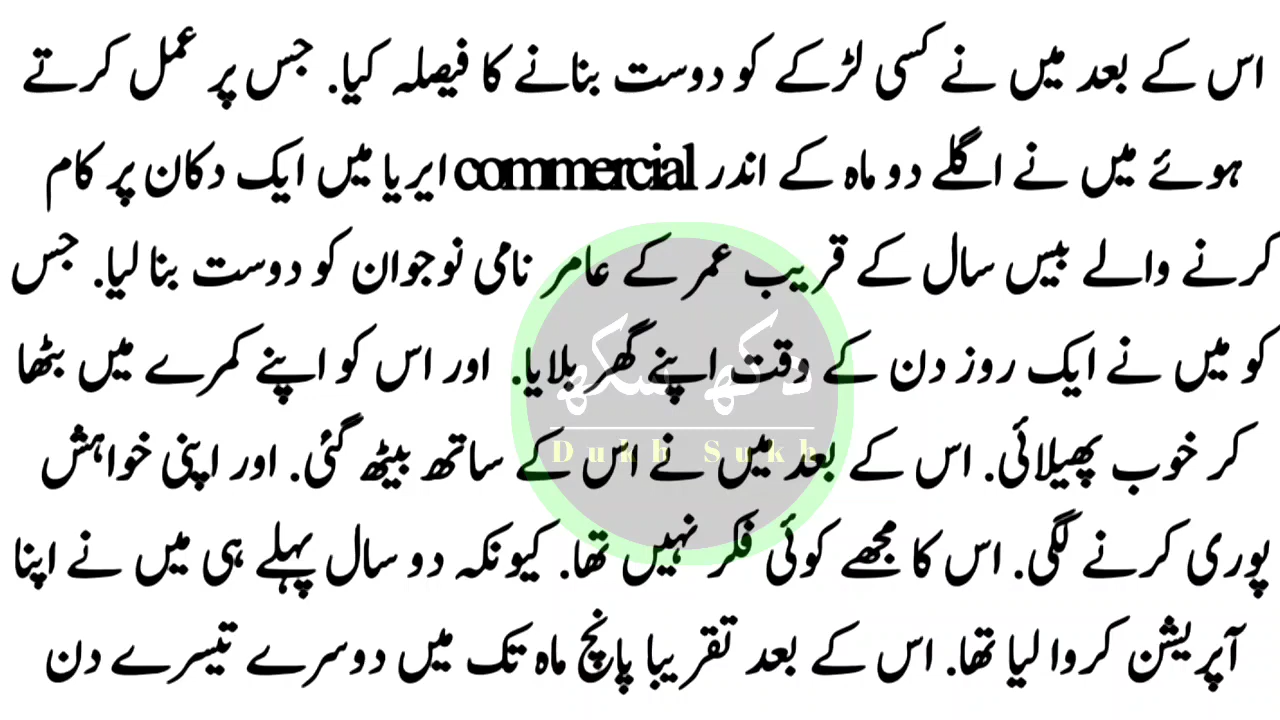 اس کے بعد میں نے کسی لڑکے کو دوست بنانے کا فیصلہ کیا. جس پر عمل کرتے
ہوئے میں نے اگلے دو ماہ کے اندر commercial ایریا میں ایک دکان پر کام
کرنے والے بیس سال کے قریب عمر کے عامر نامی نوجوان کو دوست بنا لیا. جس
کو میں نے ایک روز دن کے وقت اپنے گھر بلایا. اور اس کو اپنے کمرے میں بٹھا
کر خوب پھیلائی. اس کے بعد میں نے اس کے ساتھ بیٹھ گئی. اور اپنی خواہش
پوری کرنے لگی. اس کا مجھے کوئی فکر نہیں تھا. کیونکہ دو سال پہلے ہی میں نے اپنا
آپریشن کروا لیا تھا. اس کے بعد تقریبا پانچ ماہ تک میں دوسرے تیسرے دن
دکھ سکھ
Dukh Sukh